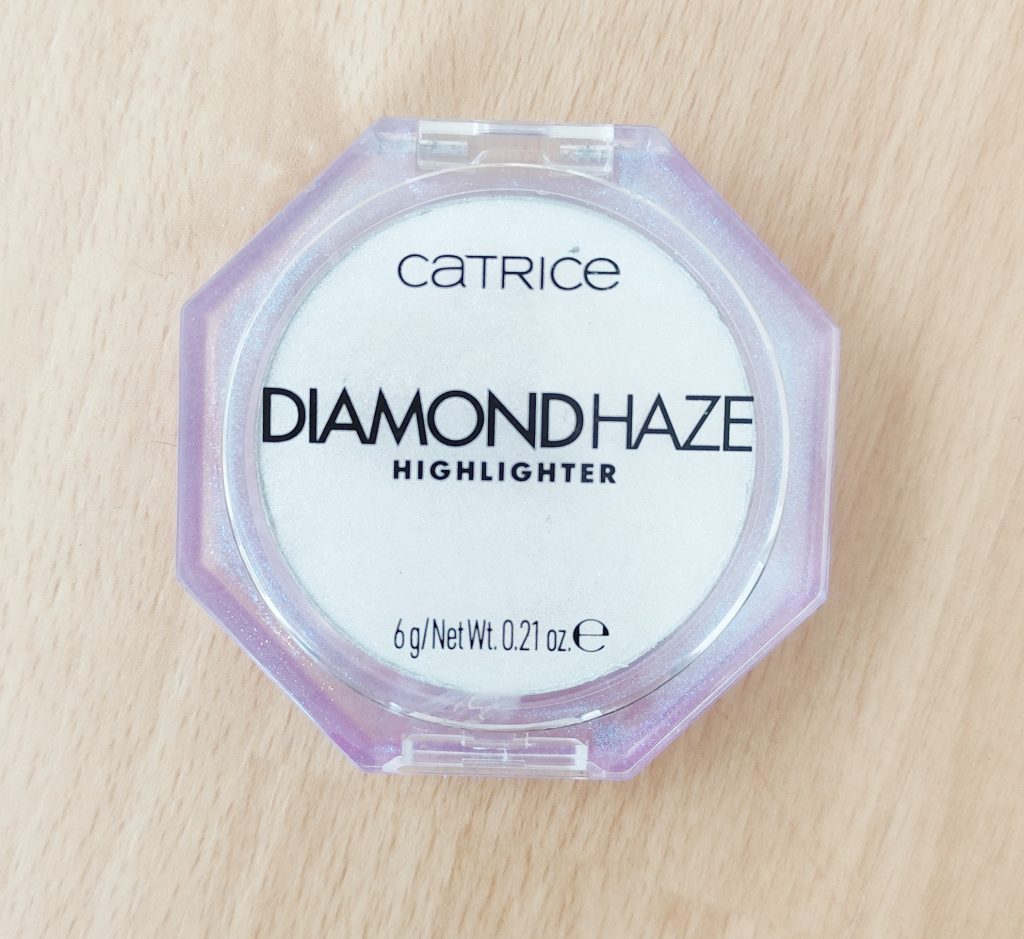 CATRICE
DIAMONDHAZE
HIGHLIGHTER
6 g/Net Wt. 0.21 oz. ℮